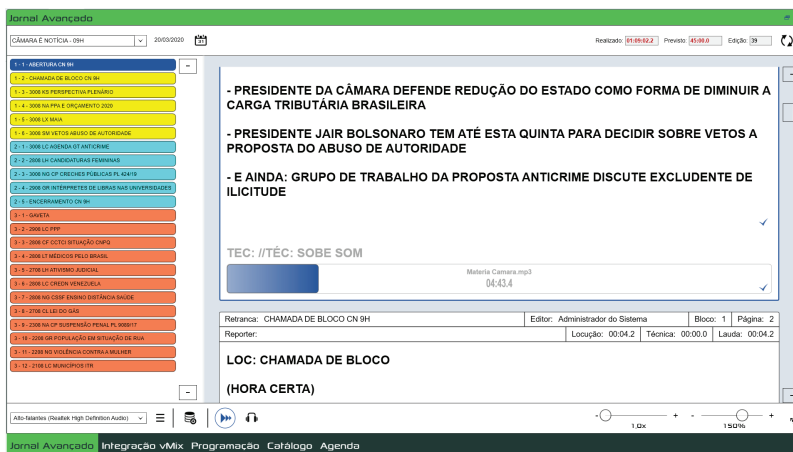 Jornal Avançado
CÂMARA É NOTÍCIA - 09H
20/03/2020
31
Realizado: 01:09:02.2 Previsto: 45:00.0 Edição: 39
1 - 1 - ABERTURA CN 9H
1 - 2 - CHAMADA DE BLOCO CN 9H
1 - 3 - 3008 KS PERSPECTIVA PLENÁRIO
1 - 4 - 3008 NA PPA E ORÇAMENTO 2020
1 - 5 - 3008 LX MAIA
1 - 6 - 3008 SM VETOS ABUSO DE AUTORIDADE
2 - 1 - 3008 LC AGENDA GT ANTICRIME
2 - 2 - 2808 LH CANDIDATURAS FEMININAS
2 - 3 - 3008 NG CP CRECHES PÚBLICAS PL 424/19
2 - 4 - 2908 GR INTÉRPRETES DE LIBRAS NAS UNIVERSIDADES
2 - 5 - ENCERRAMENTO CN 9H
3 - 1 - GAVETA
3 - 2 - 2908 LC PPP
3 - 3 - 2808 CF CCTCI SITUAÇÃO CNPQ
3 - 4 - 2808 LT MÉDICOS PELO BRASIL
3 - 5 - 2708 LH ATIVISMO JUDICIAL
3 - 6 - 2808 LC CREDN VENEZUELA
3 - 7 - 2808 NG CSSF ENSINO DISTÂNCIA SAÚDE
3 - 8 - 2708 CL LEI DO GÁS
3 - 9 - 2308 NA CP SUSPENSÃO PENAL PL 9069/17
3 - 10 - 2208 GR POPULAÇÃO EM SITUAÇÃO DE RUA
3 - 11 - 2208 NG VIOLÊNCIA CONTRA A MULHER
3 - 12 - 2108 LC MUNICÍPIOS ITR
- PRESIDENTE DA CÂMARA DEFENDE REDUÇÃO DO ESTADO COMO FORMA DE DIMINUIR A
CARGA TRIBUTÁRIA BRASILEIRA
- PRESIDENTE JAIR BOLSONARO TEM ATÉ ESTA QUINTA PARA DECIDIR SOBRE VETOS A
PROPOSTA DO ABUSO DE AUTORIDADE
- E AINDA: GRUPO DE TRABALHO DA PROPOSTA ANTICRIME DISCUTE EXCLUDENTE DE
ILICITUDE
TEC: //TÉC: SOBE SOM
Materia Camara.mp3
04:43.4
Retranca: CHAMADA DE BLOCO CN 9H Editor: Administrador do Sistema Bloco: 1 Página: 2
Reporter: Locução: 00:04.2 Técnica: 00:00.0 Lauda: 00:04.2
LOC: CHAMADA DE BLOCO
(HORA CERTA)
Alto-falantes (Realtek High Definition Audio)
- + - +
1,0x 150%
Jornal Avançado Integração vMix Programação Catálogo Agenda